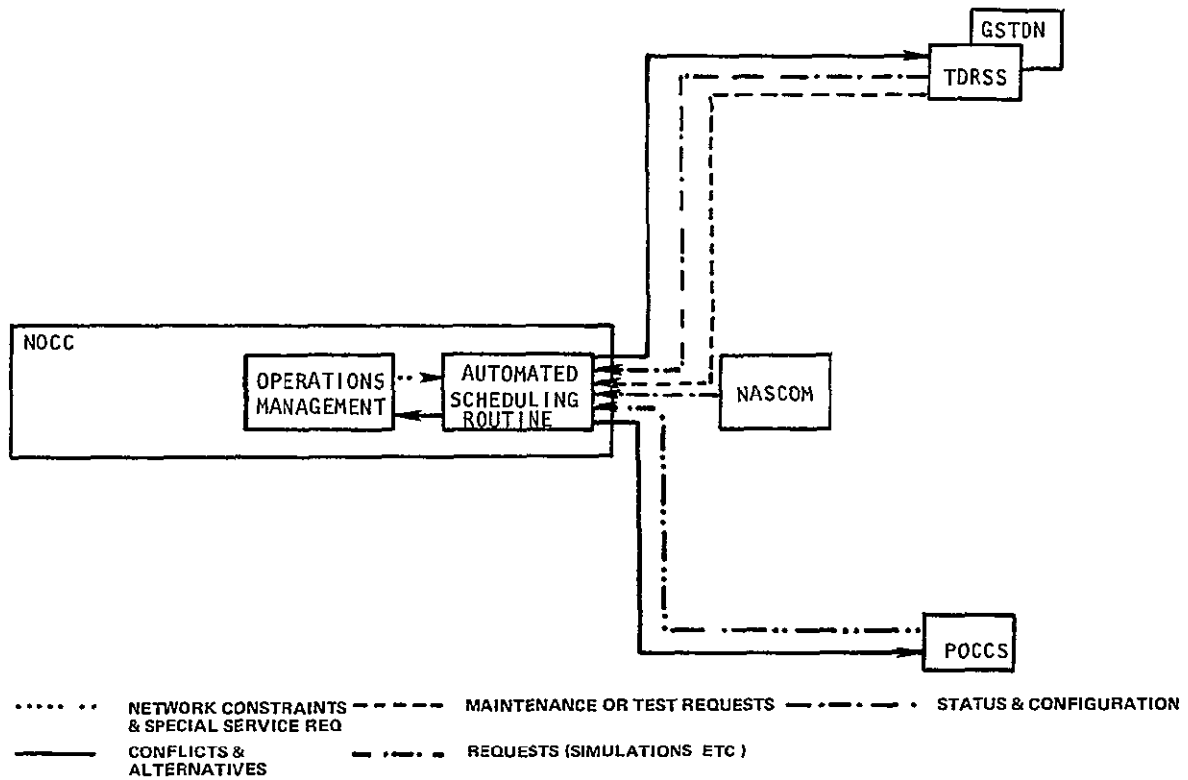 GSTDN
TDRSS
NOCC
OPERATIONS
MANAGEMENT
AUTOMATED
SCHEDULING
ROUTINE
NASCOM
POCCS
NETWORK CONSTRAINTS
& SPECIAL SERVICE REQ
MAINTENANCE OR TEST REQUESTS
STATUS & CONFIGURATION
CONFLICTS &
ALTERNATIVES
REQUESTS (SIMULATIONS ETC )